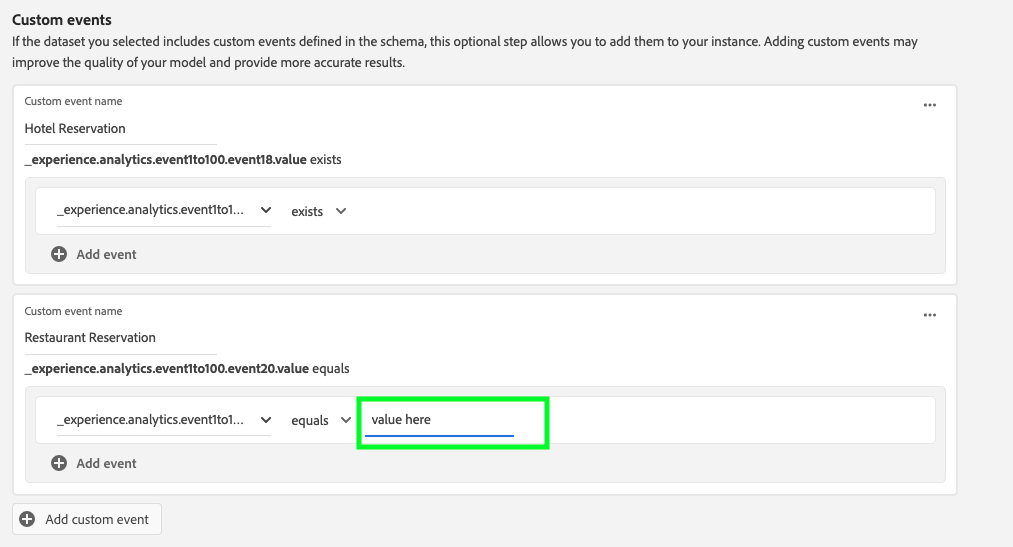 Custom events
If the dataset you selected includes custom events defined in the schema, this optional step allows you to add them to your instance. Adding custom events may
improve the quality of your model and provide more accurate results.
Custom event name
Hotel Reservation
_experience.analytics.event1to100.event18.value exists
_experience.analytics.event1to1... exists
Add event
Custom event name
Restaurant Reservation
_experience.analytics.event1to100.event20.value equals
_experience.analytics.event1to1... equals value here
Add event
Add custom event